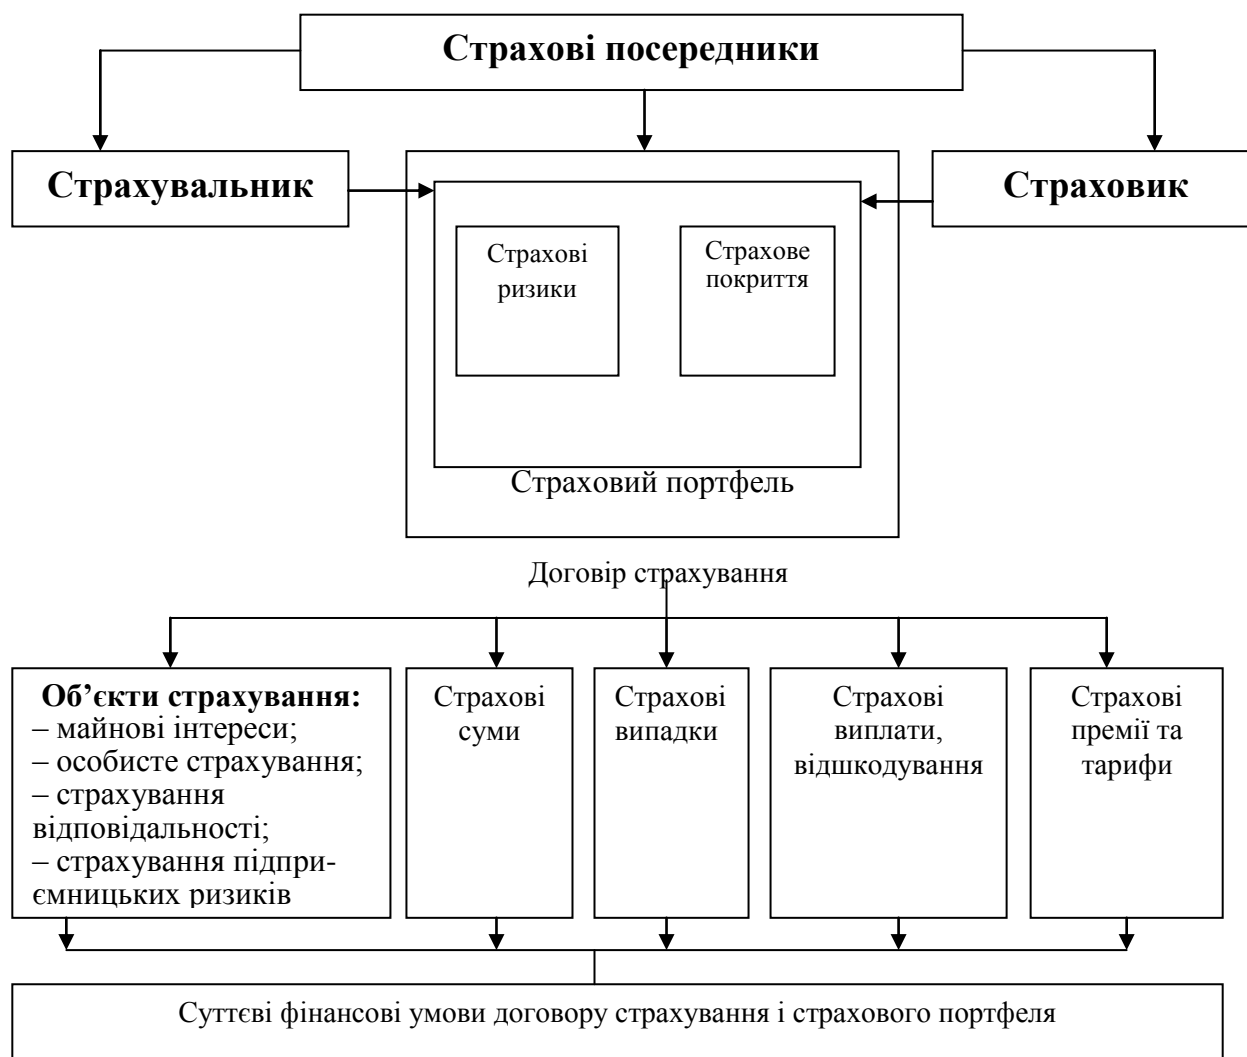 Страхові посередники
Страхувальник
Страховик
Страхові
ризики
Страхове
покриття
Страховий портфель
Договір страхування
Об’єкти страхування:
– майнові інтереси;
– особисте страхування;
– страхування
відповідальності;
– страхування підпри-
ємницьких ризиків
Страхові
суми
Страхові
випадки
Страхові
виплати,
відшкодування
Страхові
премії та
тарифи
Суттєві фінансові умови договору страхування і страхового портфеля